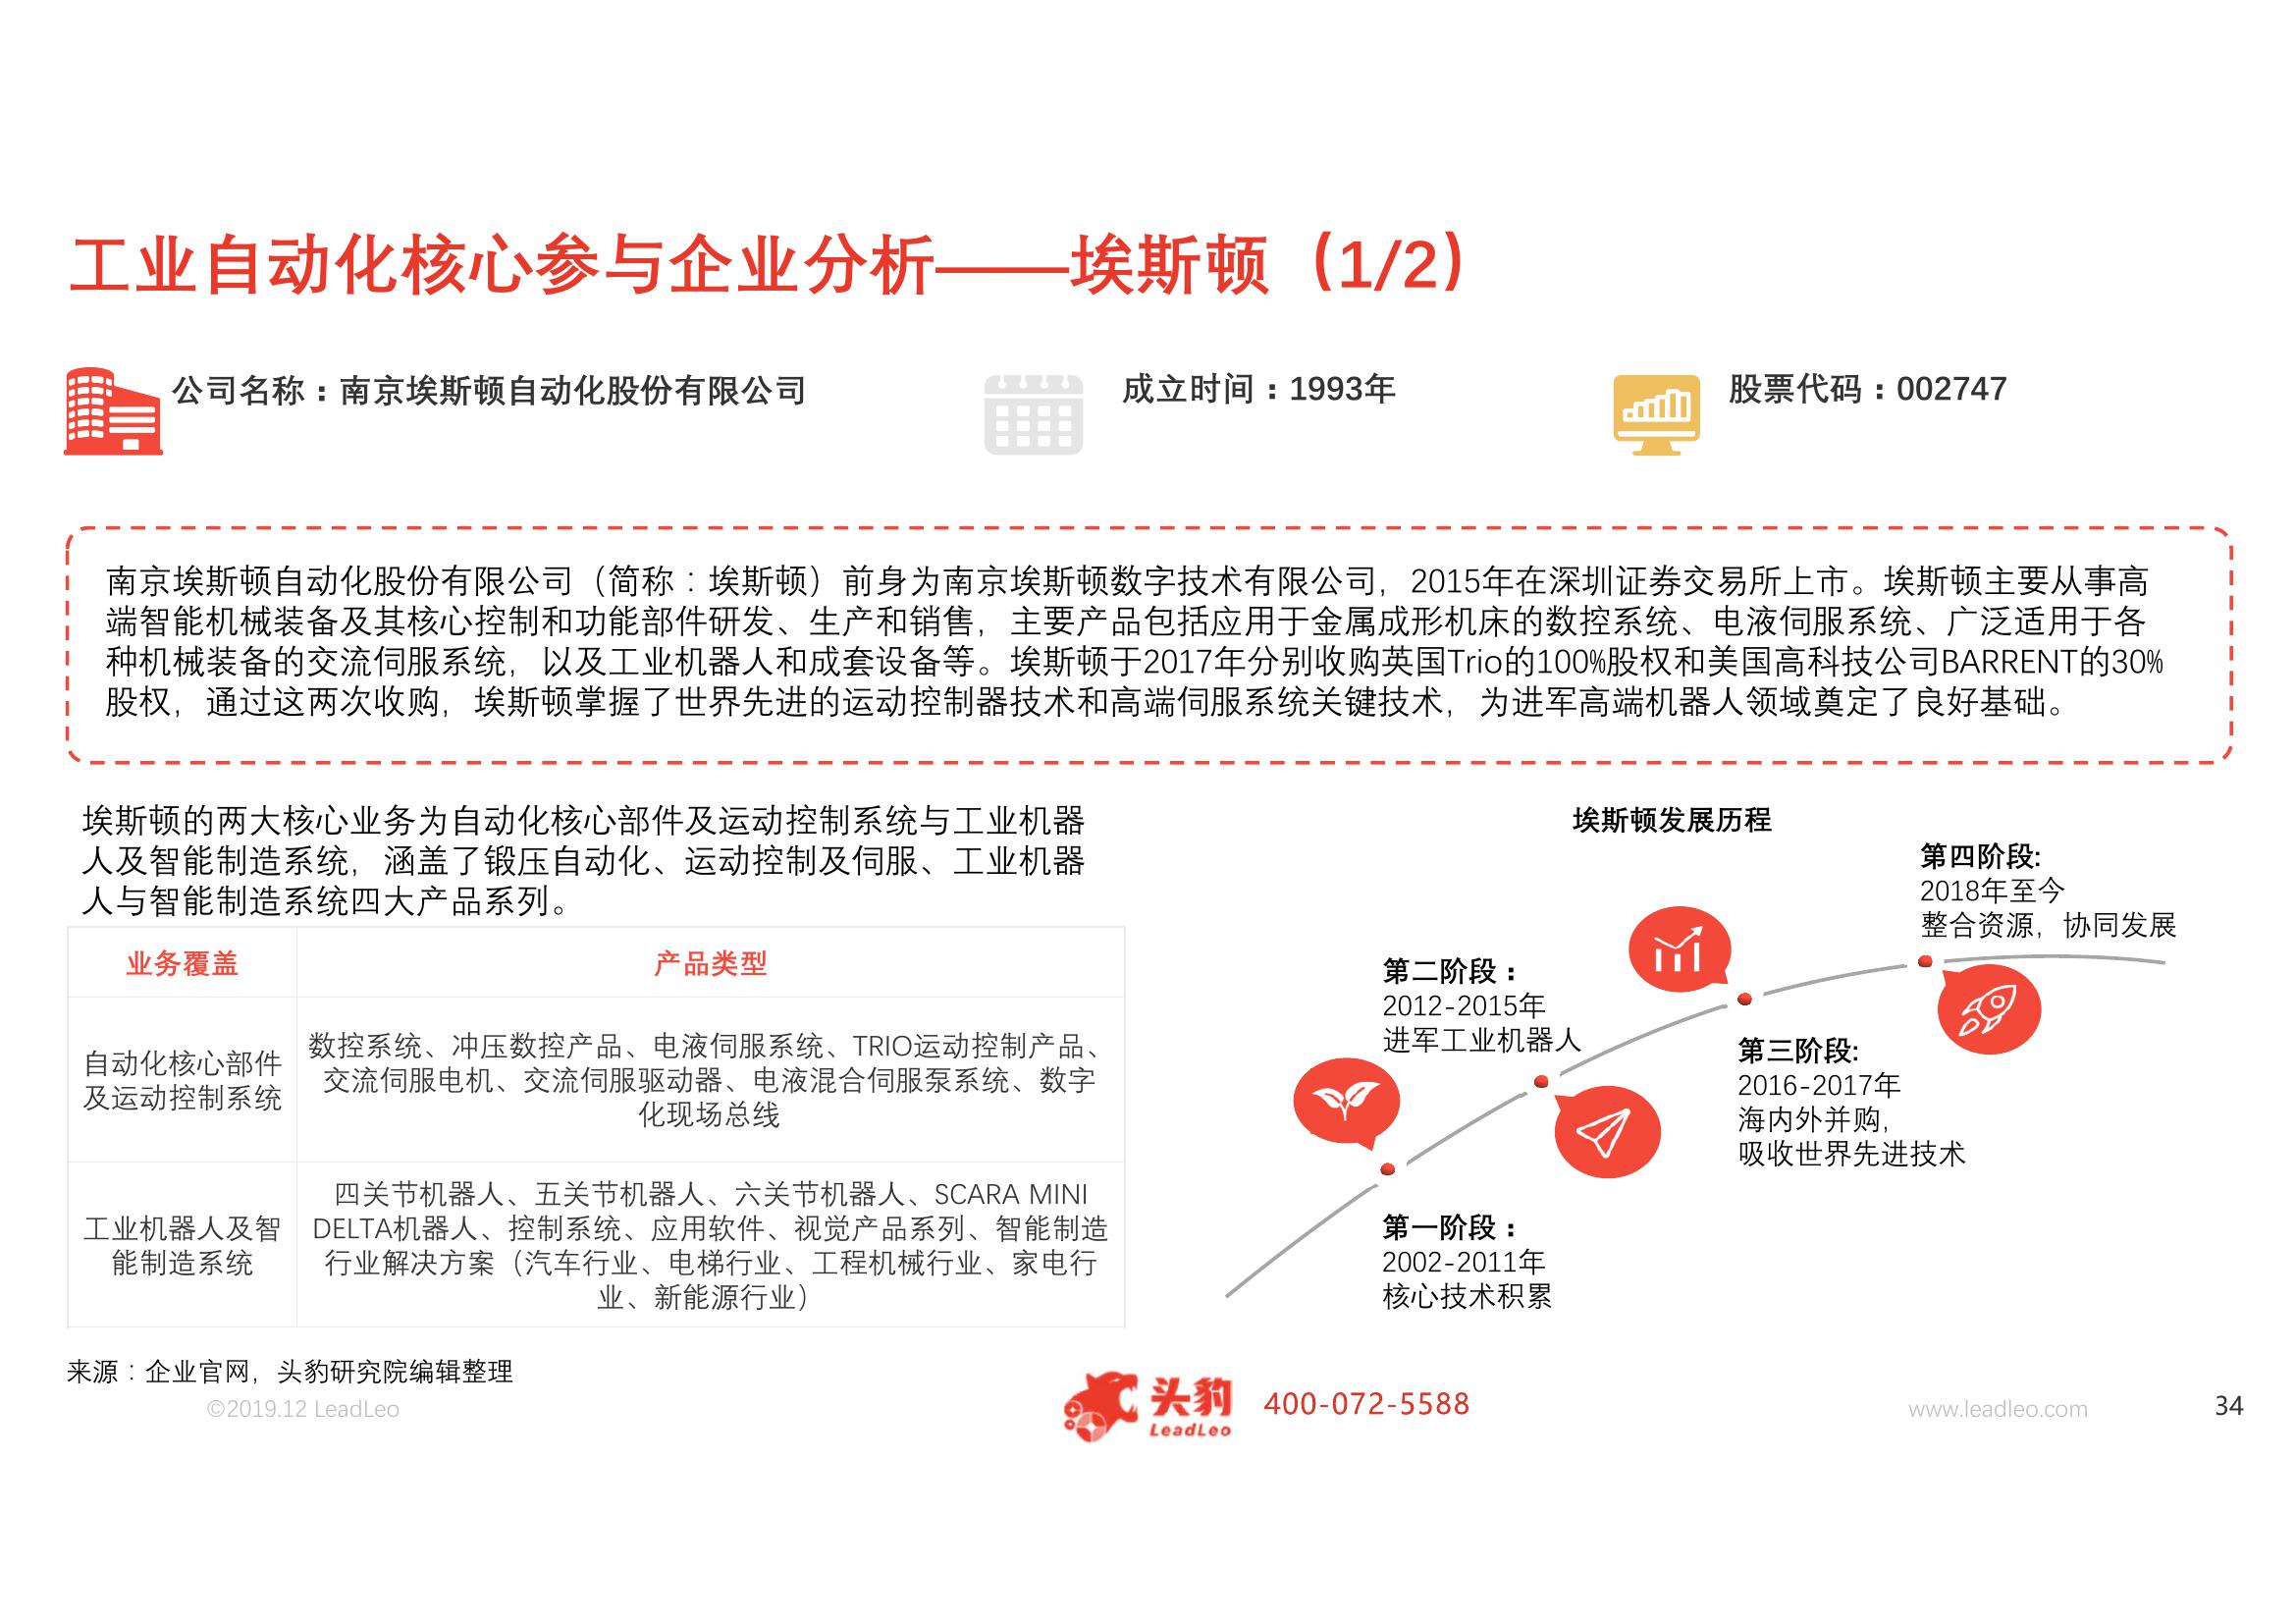 工业自动化核心参与企业分析——埃斯顿（1/2）
公司名称：南京埃斯顿自动化股份有限公司
成立时间：1993年
股票代码：002747
南京埃斯顿自动化股份有限公司（简称：埃斯顿）前身为南京埃斯顿数字技术有限公司，2015年在深圳证券交易所上市。埃斯顿主要从事高
端智能机械装备及其核心控制和功能部件研发、生产和销售，主要产品包括应用于金属成形机床的数控系统、电液伺服系统、广泛适用于各
种机械装备的交流伺服系统，以及工业机器人和成套设备等。埃斯顿于2017年分别收购英国Trio的100%股权和美国高科技公司BARRENT的30%
股权，通过这两次收购，埃斯顿掌握了世界先进的运动控制器技术和高端伺服系统关键技术，为进军高端机器人领域奠定了良好基础。
埃斯顿的两大核心业务为自动化核心部件及运动控制系统与工业机器
人及智能制造系统，涵盖了锻压自动化、运动控制及伺服、工业机器
人与智能制造系统四大产品系列。
业务覆盖
产品类型
自动化核心部件
及运动控制系统
数控系统、冲压数控产品、电液伺服系统、TRIO运动控制产品、
交流伺服电机、交流伺服驱动器、电液混合伺服泵系统、数字
化现场总线
工业机器人及智
能制造系统
四关节机器人、五关节机器人、六关节机器人、SCARA MINI
DELTA机器人、控制系统、应用软件、视觉产品系列、智能制造
行业解决方案（汽车行业、电梯行业、工程机械行业、家电行
业、新能源行业）
埃斯顿发展历程
第一阶段：
2002-2011年
核心技术积累
第二阶段：
2012-2015年
进军工业机器人
第三阶段:
2016-2017年
海内外并购，
吸收世界先进技术
第四阶段:
2018年至今
整合资源，协同发展
来源：企业官网，头豹研究院编辑整理
©2019.12 LeadLeo
头豹
LeadLeo
400-072-5588
www.leadleo.com
34